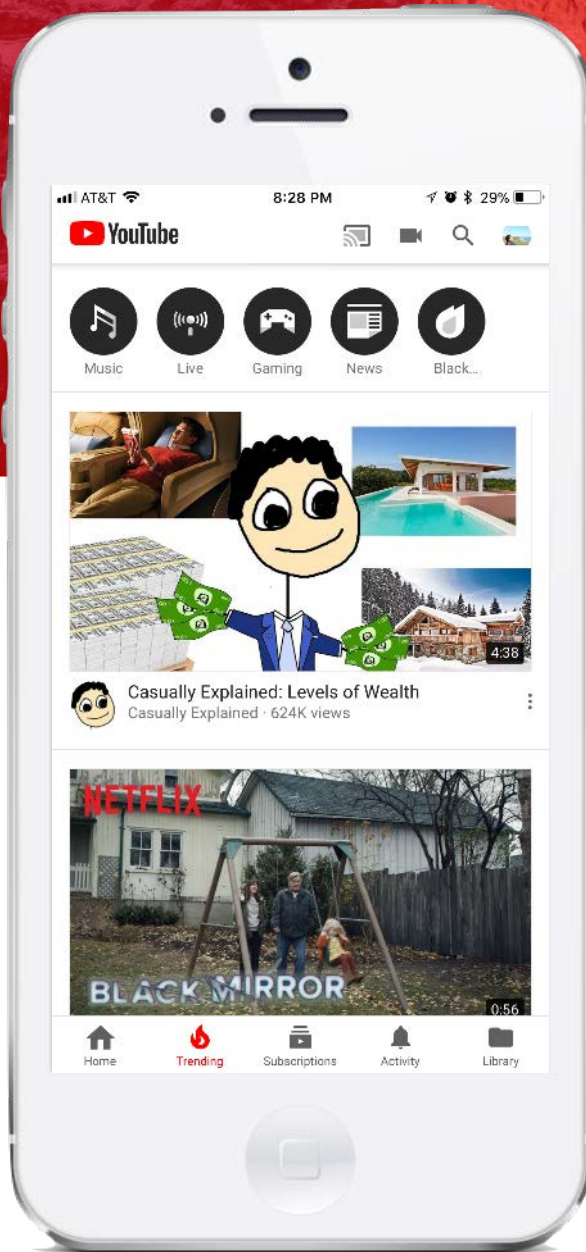 AT&T 8:28 PM 29%
YouTube
Music Live Gaming News Black...
4:38
Casually Explained: Levels of Wealth
Casually Explained · 624K views
NETFLIX
BLACK MIRROR
0:56
Home Trending Subscriptions Activity Library